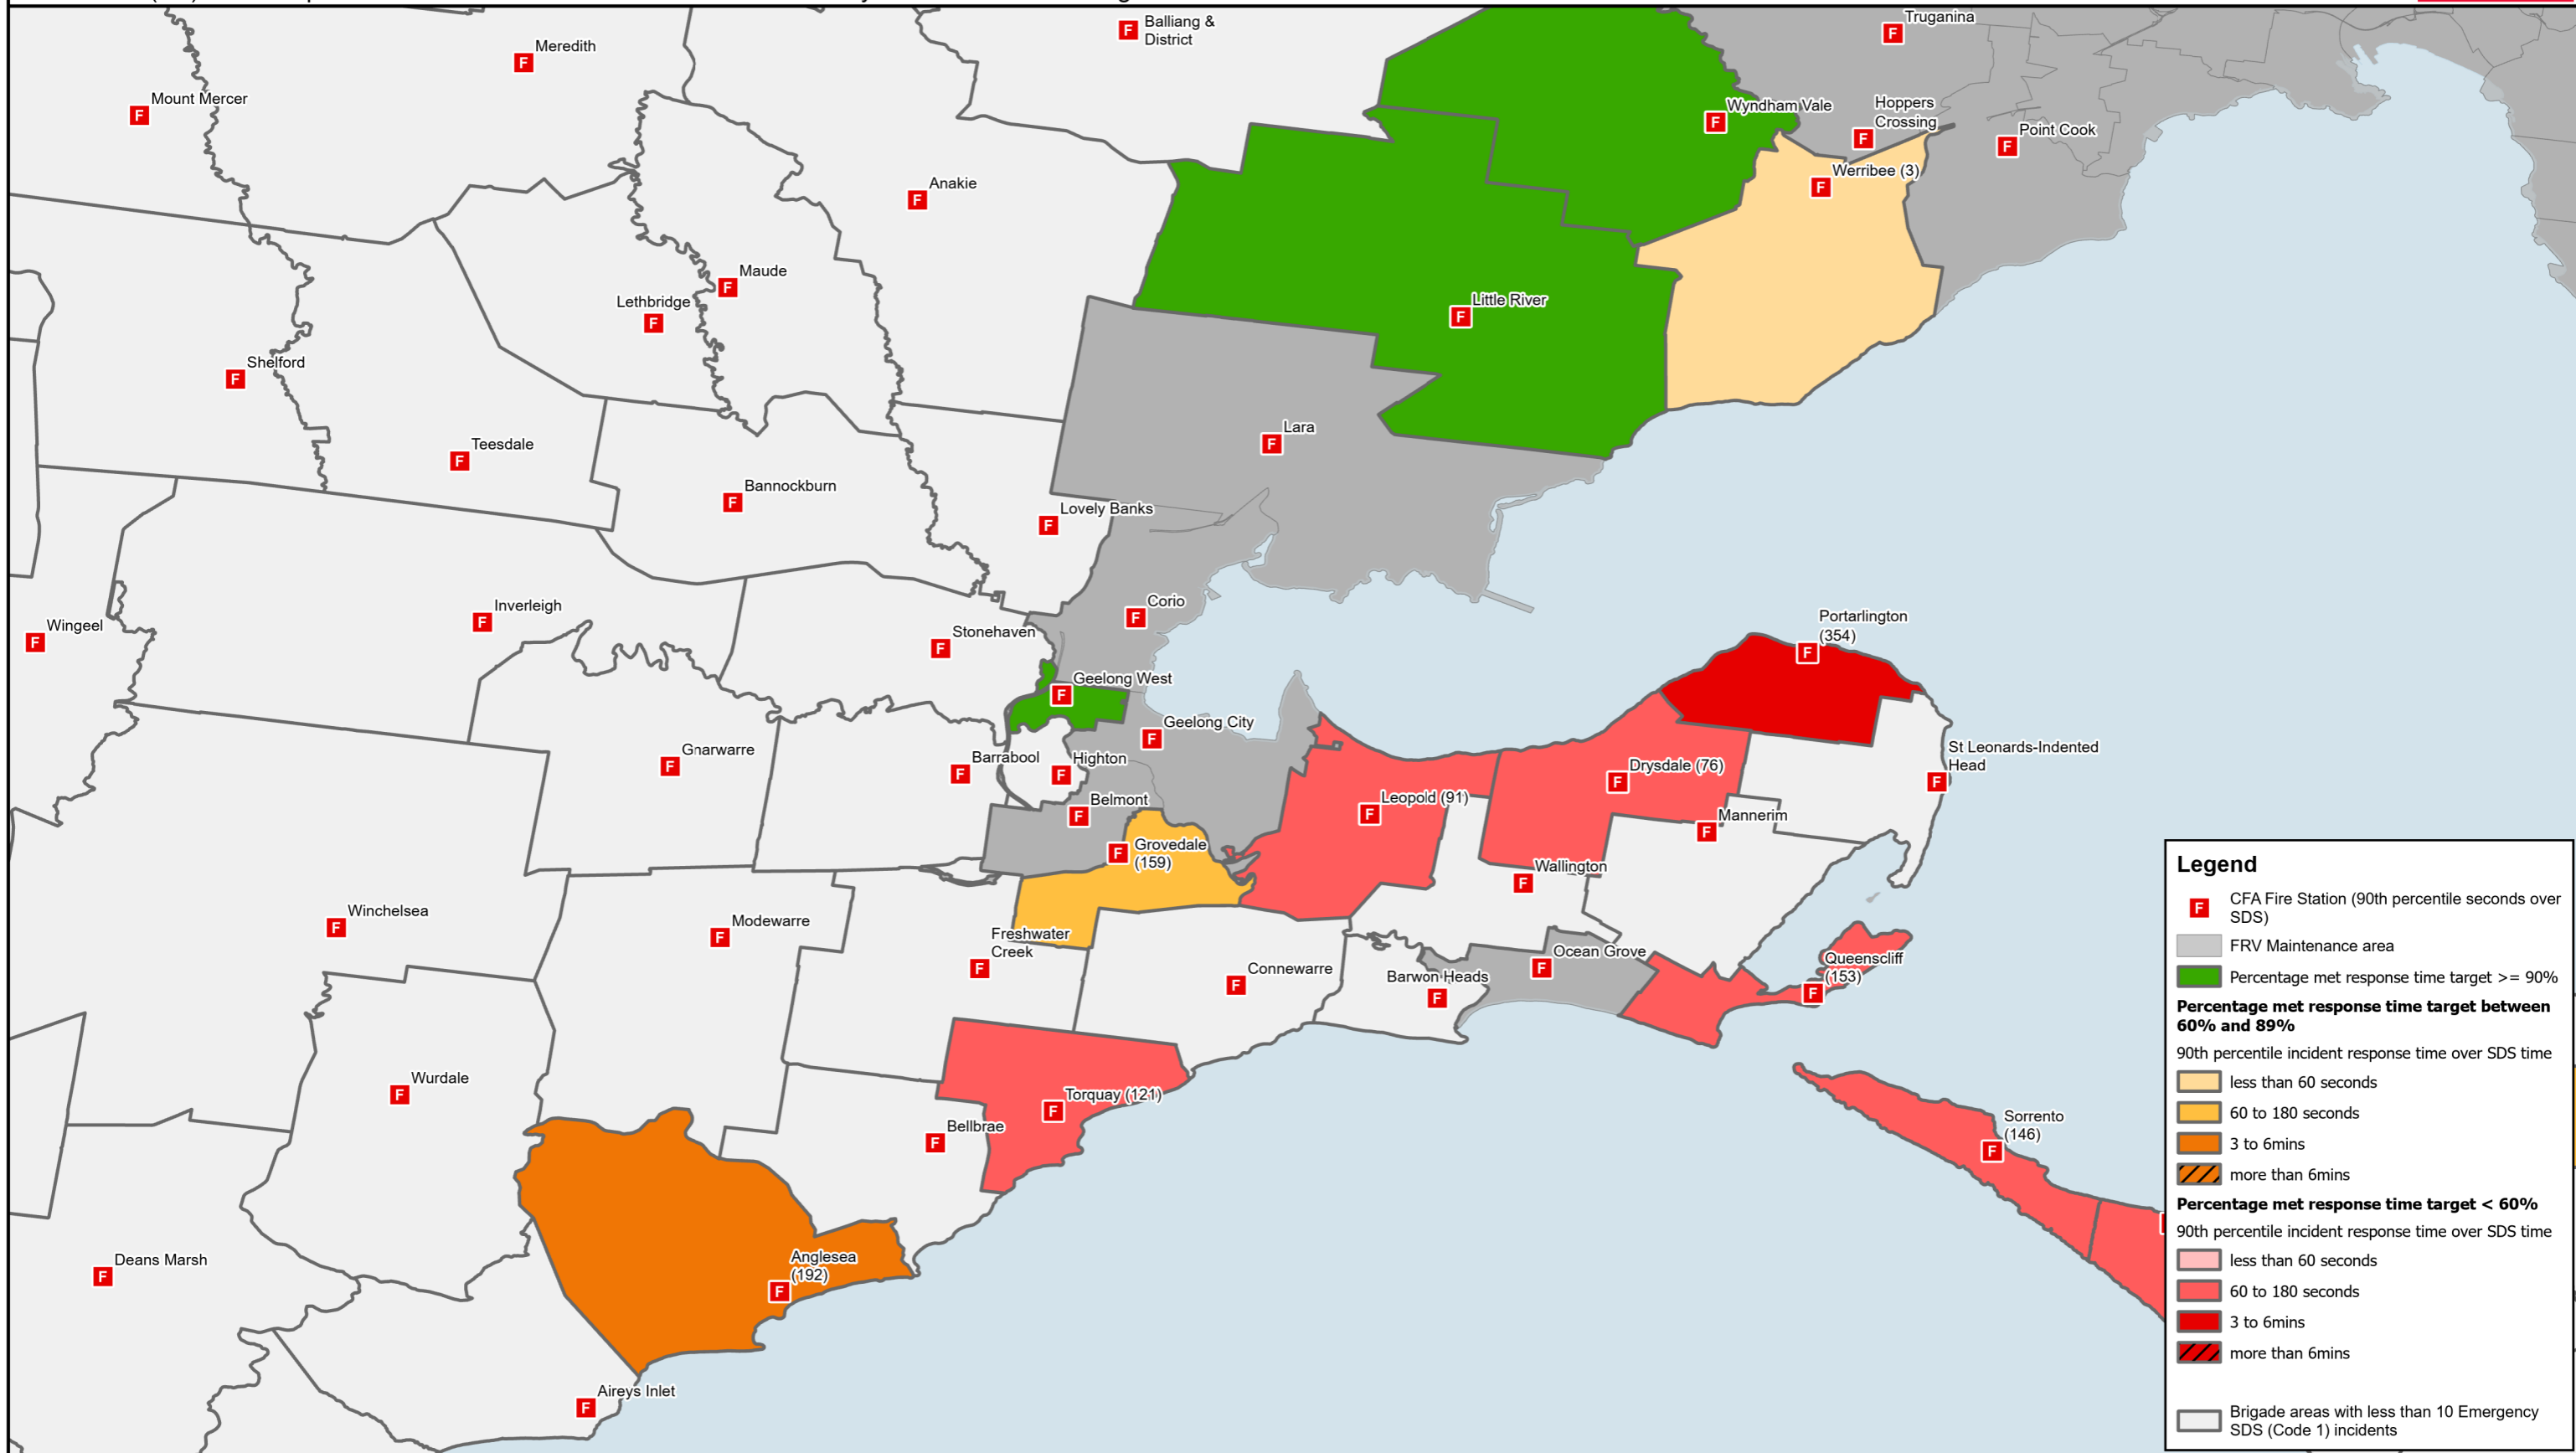 Balliang &
District
Truganina
Meredith
Mount Mercer
Wyndham Vale
Hoppers
Crossing
Point Cook
Werribee (3)
Anakie
Maude
Lethbridge
Little River
Shelford
Lara
Teesdale
Bannockburn
Lovely Banks
Corio
Inverleigh
Wingeel
Stonehaven
Portarlington
(354)
Geelong West
Geelong City
Gnarwarre
Barrabool
Highton
St Leonards-Indented
Head
Drysdale (76)
Leopold (91)
Belmont
Mannerim
Grovedale
(159)
Wallington
Winchelsea
Modewarre
Freshwater
Creek
Connewarre
Barwon Heads
Ocean Grove
Queenscliff
(153)
Wurdale
Torquay (121)
Bellbrae
Sorrento
(146)
Deans Marsh
Anglesea
(192)
Aireys Inlet
Legend
F CFA Fire Station (90th percentile seconds over
SDS)
FRV Maintenance area
Percentage met response time target >= 90%
Percentage met response time target between
60% and 89%
90th percentile incident response time over SDS time
less than 60 seconds
60 to 180 seconds
3 to 6mins
more than 6mins
Percentage met response time target < 60%
90th percentile incident response time over SDS time
less than 60 seconds
60 to 180 seconds
3 to 6mins
more than 6mins
Brigade areas with less than 10 Emergency
SDS (Code 1) incidents